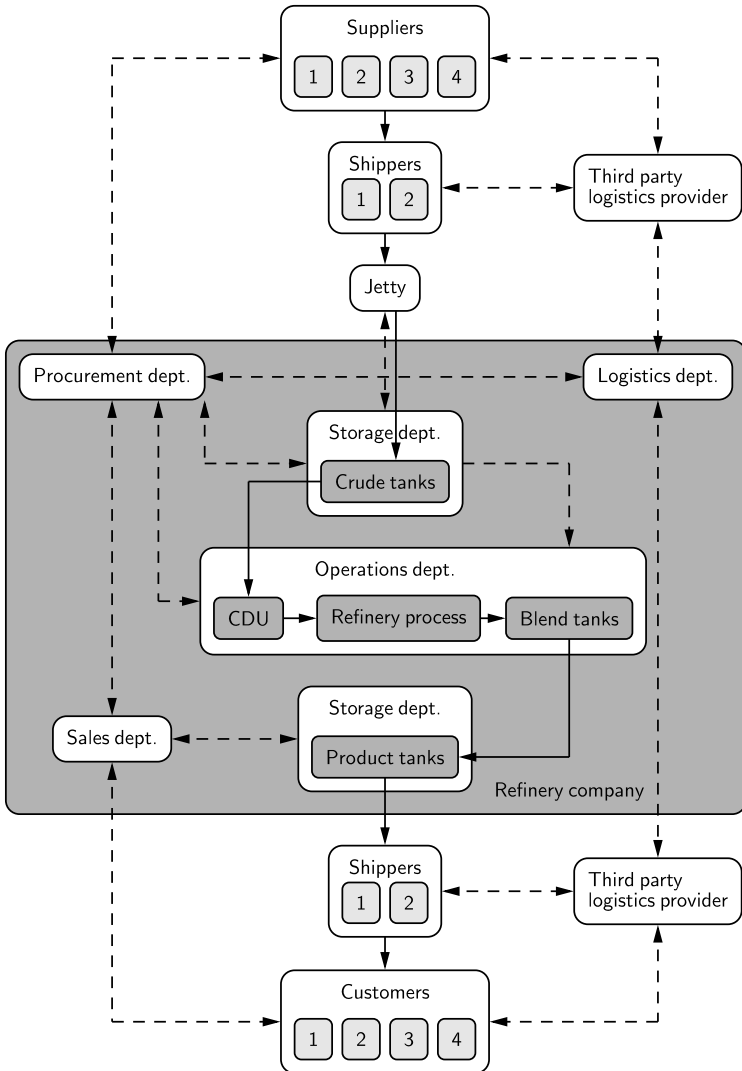 Suppliers
1 2 3 4
Shippers
1 2
Third party
logistics provider
Jetty
Procurement dept.
Logistics dept.
Storage dept.
Crude tanks
Operations dept.
CDU
Refinery process
Blend tanks
Storage dept.
Sales dept.
Product tanks
Refinery company
Shippers
1 2
Third party
logistics provider
Customers
1 2 3 4